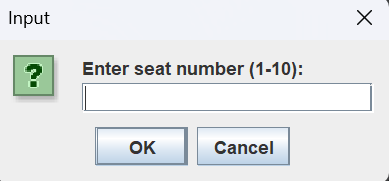 Input
?
Enter seat number (1-10):
OK
Cancel